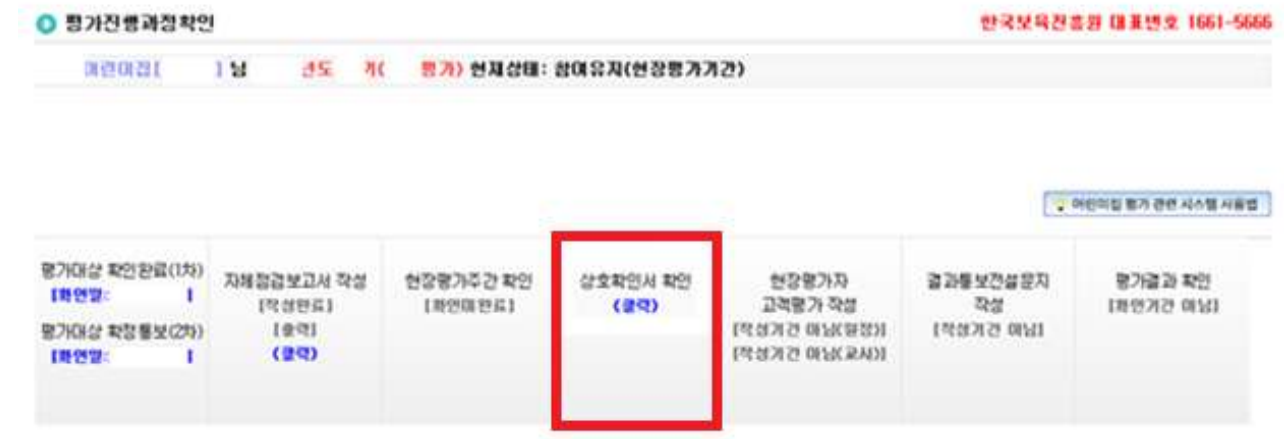 평가진행과정확인
한국보육진흥원 대표번호 1661-5666
어린이집[ ]님 년도 기( 평가) 현재상태: 참여유지(현장평가기간)
어린이집 평가 관련 시스템 사용법
평가대상 확인완료(1차)
[확인일: ]
평가대상 확정통보(2차)
[확인일: ]
자체점검보고서 작성
[작성완료]
[출력]
(클릭)
현장평가주간 확인
[확인미완료]
상호확인서 확인
(클릭)
현장평가자
고객평가 작성
[작성기간 아님(원장)]
[작성기간 아님(교사)]
결과통보전설문지
작성
[작성기간 아님]
평가결과 확인
[확인기간 아님]